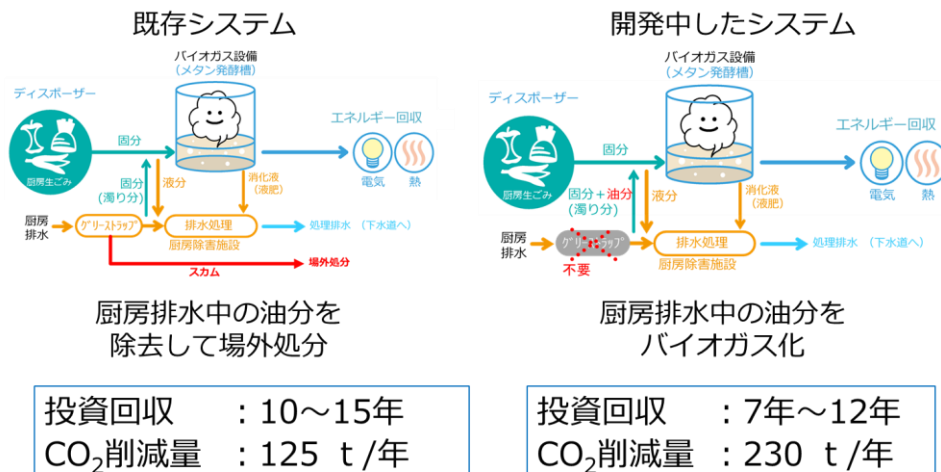 既存システム
バイオガス設備
(メタン発酵槽)
ディスポーザー
固分
エネルギー回収
厨房生ごみ
電気
熱
固分
(濁り分)
液分
消化液
(液肥)
厨房
排水
グリーストラップ
排水処理
処理排水 (下水道へ)
厨房除害施設
スカム
場外処分
厨房排水中の油分を
除去して場外処分
投資回収 :10~15年
CO₂削減量 :125 t/年
開発中したシステム
バイオガス設備
(メタン発酵槽)
ディスポーザー
固分
エネルギー回収
厨房生ごみ
電気
熱
固分+油分
(濁り分)
液分
消化液
(液肥)
厨房
排水
グリーストラップ
不要
排水処理
処理排水 (下水道へ)
厨房除害施設
厨房排水中の油分を
バイオガス化
投資回収 :7年~12年
CO₂削減量 :230 t/年